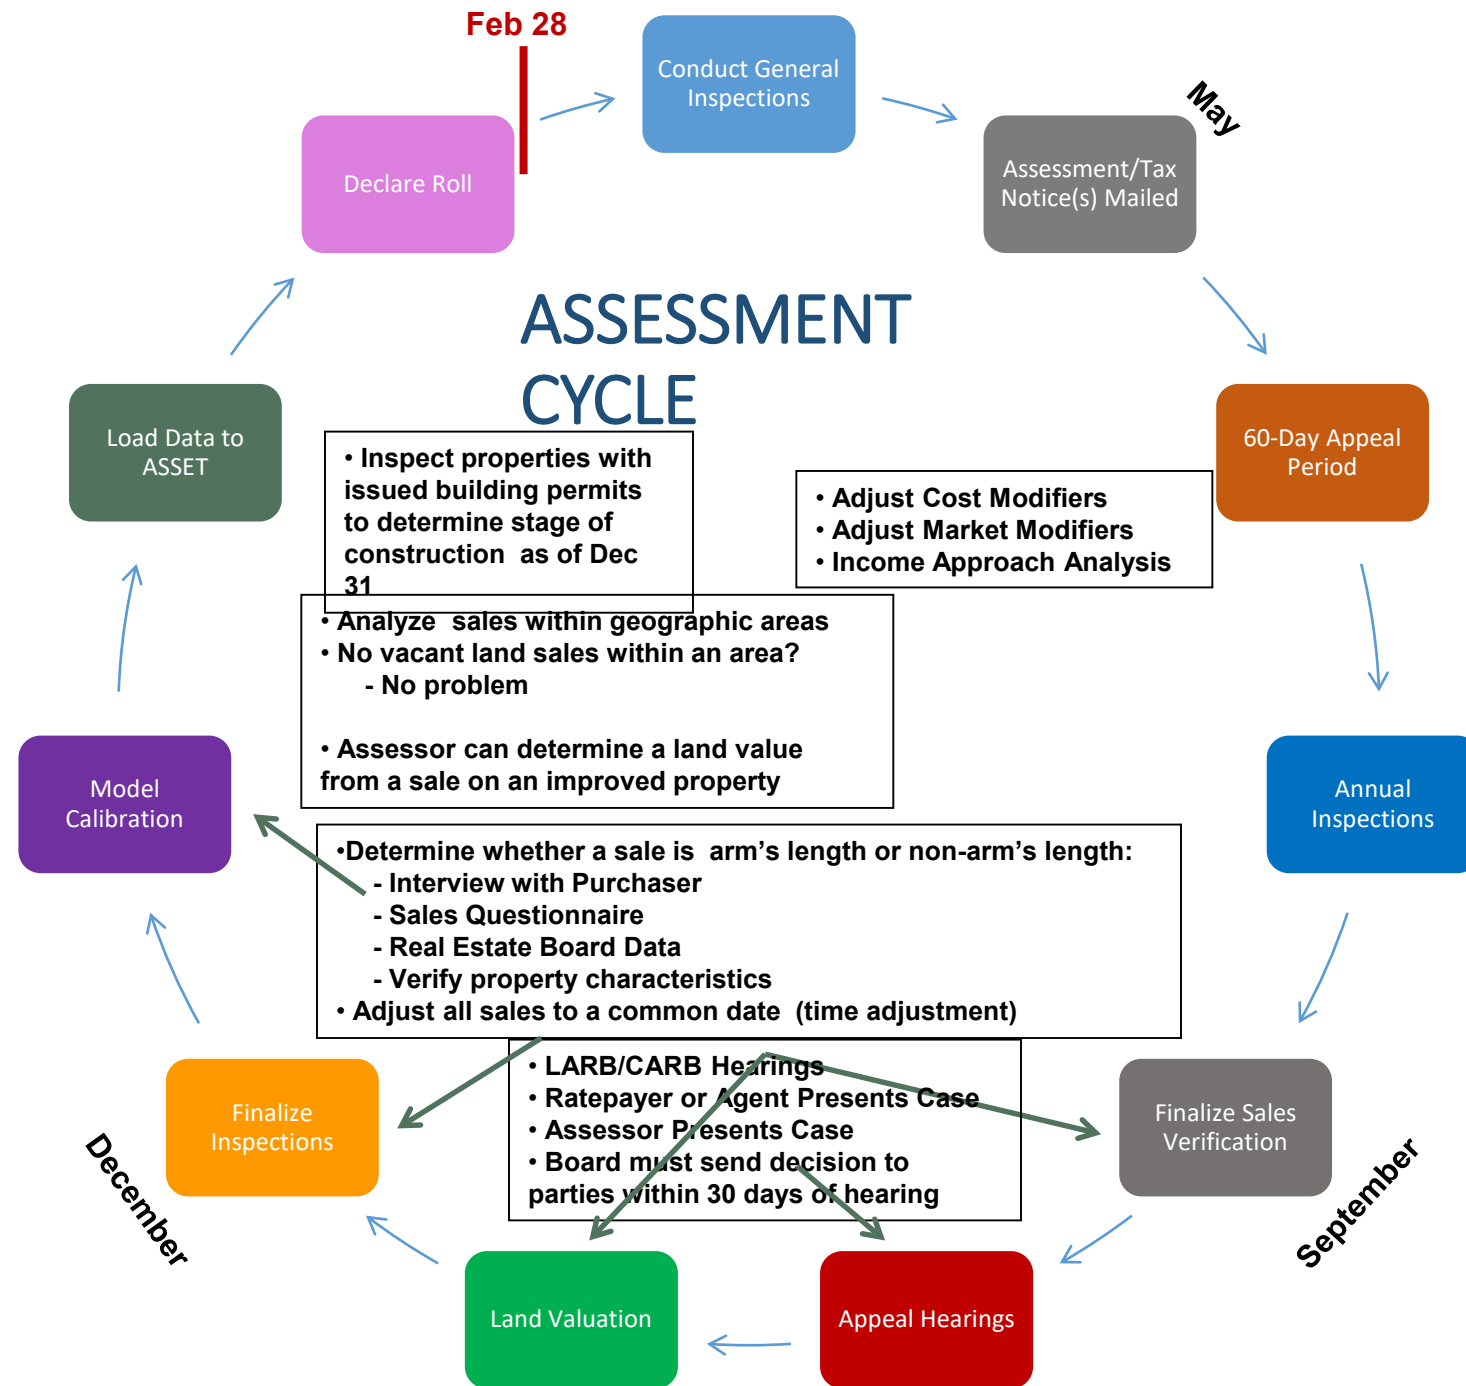 Feb 28
Conduct General
Inspections
May
Assessment/Tax
Notice(s) Mailed
Declare Roll
ASSESSMENT
CYCLE
Load Data to
ASSET
60-Day Appeal
Period
• Inspect properties with
issued building permits
to determine stage of
construction  as of Dec
31
• Adjust Cost Modifiers
• Adjust Market Modifiers
• Income Approach Analysis
• Analyze  sales within geographic areas
• No vacant land sales within an area?
- No problem
• Assessor can determine a land value
from a sale on an improved property
Model
Calibration
Annual
Inspections
•Determine whether a sale is  arm's length or non-arm's length:
- Interview with Purchaser
- Sales Questionnaire
- Real Estate Board Data
- Verify property characteristics
• Adjust all sales to a common date  (time adjustment)
• LARB/CARB Hearings
• Ratepayer or Agent Presents Case
• Assessor Presents Case
• Board must send decision to
parties within 30 days of hearing
Finalize
Inspections
Finalize Sales
Verification
December
September
Land Valuation
Appeal Hearings